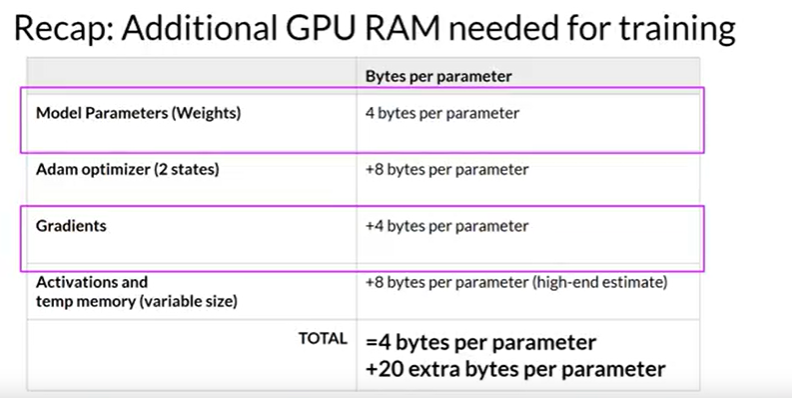 Recap: Additional GPU RAM needed for training
Bytes per parameter
Model Parameters (Weights) 4 bytes per parameter
Adam optimizer (2 states) +8 bytes per parameter
Gradients +4 bytes per parameter
Activations and +8 bytes per parameter (high-end estimate)
temp memory (variable size)
TOTAL =4 bytes per parameter
+20 extra bytes per parameter